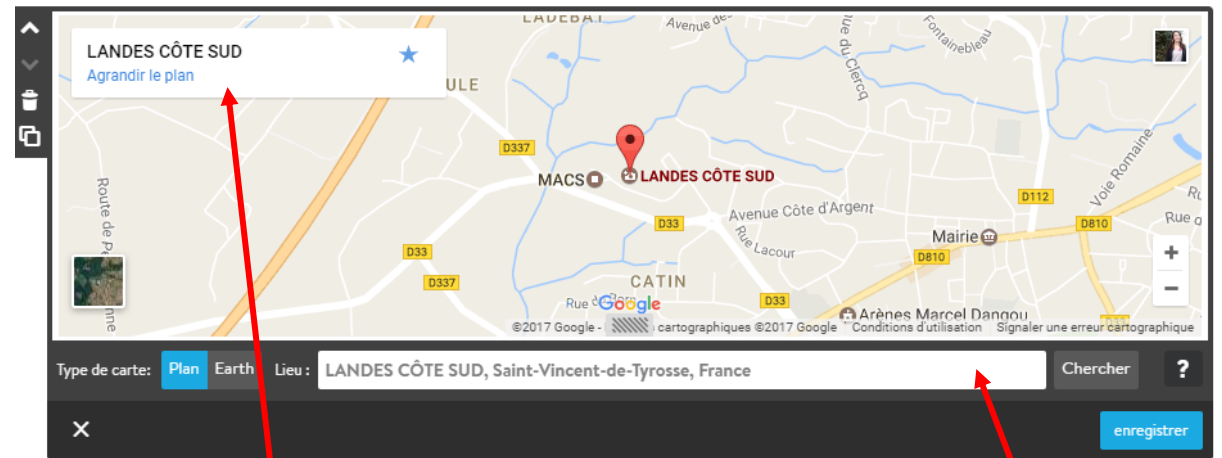 LADEBAT
Avenue de
Fontainebleau
LANDES CÔTE SUD
Agrandir le plan
ULE
Rue du Clercq
D337
MACS
LANDES CÔTE SUD
Voie Romaine
Route de
D112
Avenue Côte d'Argent
D33
D810
Rue
Rue Lacour
Mairie
D33
D810
+
D337
CATIN
−
Rue
Google
D33
Arènes Marcel Dangou
©2017 Google - cartographiques ©2017 Google Conditions d'utilisation Signaler une erreur cartographique
Type de carte: Plan Earth Lieu : LANDES CÔTE SUD, Saint-Vincent-de-Tyrosse, France Chercher ?
enregistrer